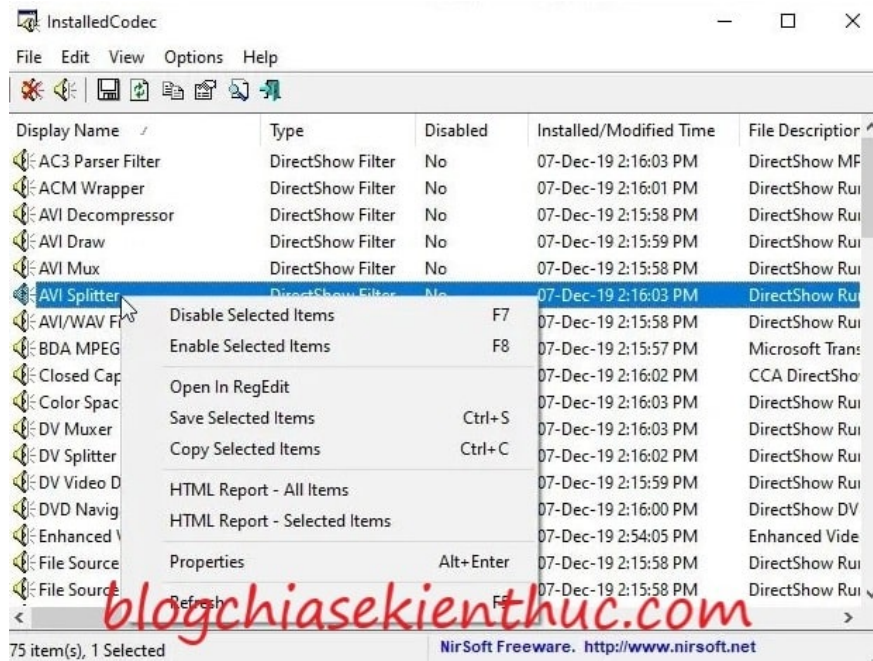 InstalledCodec
File Edit View Options Help
Display Name / Type Disabled Installed/Modified Time File Description
AC3 Parser Filter DirectShow Filter No 07-Dec-19 2:16:03 PM DirectShow MP
ACM Wrapper DirectShow Filter No 07-Dec-19 2:16:01 PM DirectShow Ru
AVI Decompressor DirectShow Filter No 07-Dec-19 2:15:58 PM DirectShow Ru
AVI Draw DirectShow Filter No 07-Dec-19 2:15:59 PM DirectShow Ru
AVI Mux DirectShow Filter No 07-Dec-19 2:15:58 PM DirectShow Ru
AVI Splitter DirectShow Filter No 07-Dec-19 2:16:03 PM DirectShow Ru
AVI/WAV Fi Disable Selected Items F7 07-Dec-19 2:15:58 PM DirectShow Ru
BDA MPEG Enable Selected Items F8 07-Dec-19 2:15:57 PM Microsoft Trans
Closed Cap Open In RegEdit 07-Dec-19 2:16:02 PM CCA DirectSho
Color Spac Save Selected Items Ctrl+S 07-Dec-19 2:16:03 PM DirectShow Ru
DV Muxer Copy Selected Items Ctrl+C 07-Dec-19 2:16:03 PM DirectShow Ru
DV Splitter 07-Dec-19 2:16:02 PM DirectShow Ru
DV Video D HTML Report - All Items 07-Dec-19 2:15:59 PM DirectShow Ru
DVD Navig HTML Report - Selected Items 07-Dec-19 2:16:00 PM DirectShow DV
Enhanced V 07-Dec-19 2:54:05 PM Enhanced Vide
File Source Properties Alt+Enter 07-Dec-19 2:15:58 PM DirectShow Ru
File Source Refresh F5 07-Dec-19 2:15:58 PM DirectShow Ru
blogchiasekienthuc.com
75 item(s), 1 Selected NirSoft Freeware. http://www.nirsoft.net